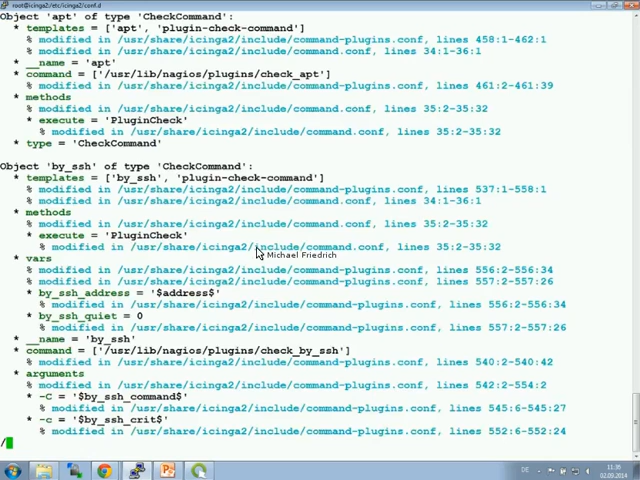 root@icinga2:/etc/icinga2/conf.d
Object 'apt' of type 'CheckCommand':
* templates = ['apt', 'plugin-check-command']
% modified in /usr/share/icinga2/include/command-plugins.conf, lines 458:1-462:1
% modified in /usr/share/icinga2/include/command.conf, lines 34:1-36:1
* __name = 'apt'
* command = ['/usr/lib/nagios/plugins/check_apt']
% modified in /usr/share/icinga2/include/command-plugins.conf, lines 461:2-461:39
* methods
% modified in /usr/share/icinga2/include/command.conf, lines 35:2-35:32
* execute = 'PluginCheck'
% modified in /usr/share/icinga2/include/command.conf, lines 35:2-35:32
* type = 'CheckCommand'
Object 'by_ssh' of type 'CheckCommand':
* templates = ['by_ssh', 'plugin-check-command']
% modified in /usr/share/icinga2/include/command-plugins.conf, lines 537:1-558:1
% modified in /usr/share/icinga2/include/command.conf, lines 34:1-36:1
* methods
% modified in /usr/share/icinga2/include/command.conf, lines 35:2-35:32
* execute = 'PluginCheck'
% modified in /usr/share/icinga2/include/command.conf, lines 35:2-35:32
Michael Friedrich
* vars
% modified in /usr/share/icinga2/include/command-plugins.conf, lines 556:2-556:34
% modified in /usr/share/icinga2/include/command-plugins.conf, lines 557:2-557:26
* by_ssh_address = '$address$'
% modified in /usr/share/icinga2/include/command-plugins.conf, lines 556:2-556:34
* by_ssh_quiet = 0
% modified in /usr/share/icinga2/include/command-plugins.conf, lines 557:2-557:26
* __name = 'by_ssh'
* command = ['/usr/lib/nagios/plugins/check_by_ssh']
% modified in /usr/share/icinga2/include/command-plugins.conf, lines 540:2-540:42
* arguments
% modified in /usr/share/icinga2/include/command-plugins.conf, lines 542:2-554:2
* -C = '$by_ssh_command$'
% modified in /usr/share/icinga2/include/command-plugins.conf, lines 545:6-545:27
* -c = '$by_ssh_crit$'
% modified in /usr/share/icinga2/include/command-plugins.conf, lines 552:6-552:24
/
DE
11:35
02.09.2014